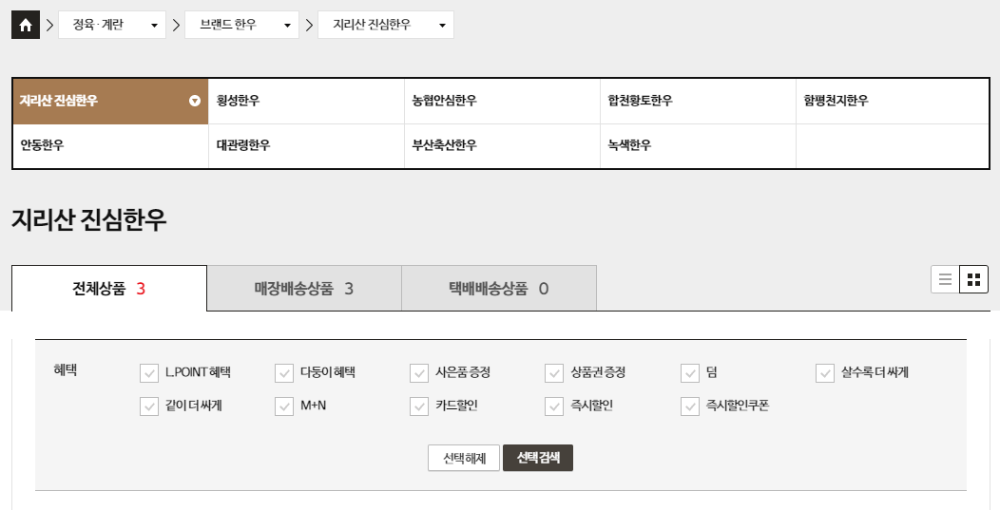 정육·계란 브랜드 한우 지리산 진심한우
지리산 진심한우 횡성한우 농협안심한우 합천황토한우 함평천지한우
안동한우 대관령한우 부산축산한우 녹색한우
지리산 진심한우
전체상품 3 매장배송상품 3 택배배송상품 0
혜택 L.POINT 혜택 다둥이 혜택 사은품 증정 상품권 증정 덤 살수록 더 싸게
같이 더 싸게 M+N 카드할인 즉시할인 즉시할인쿠폰
선택 해제 선택 검색